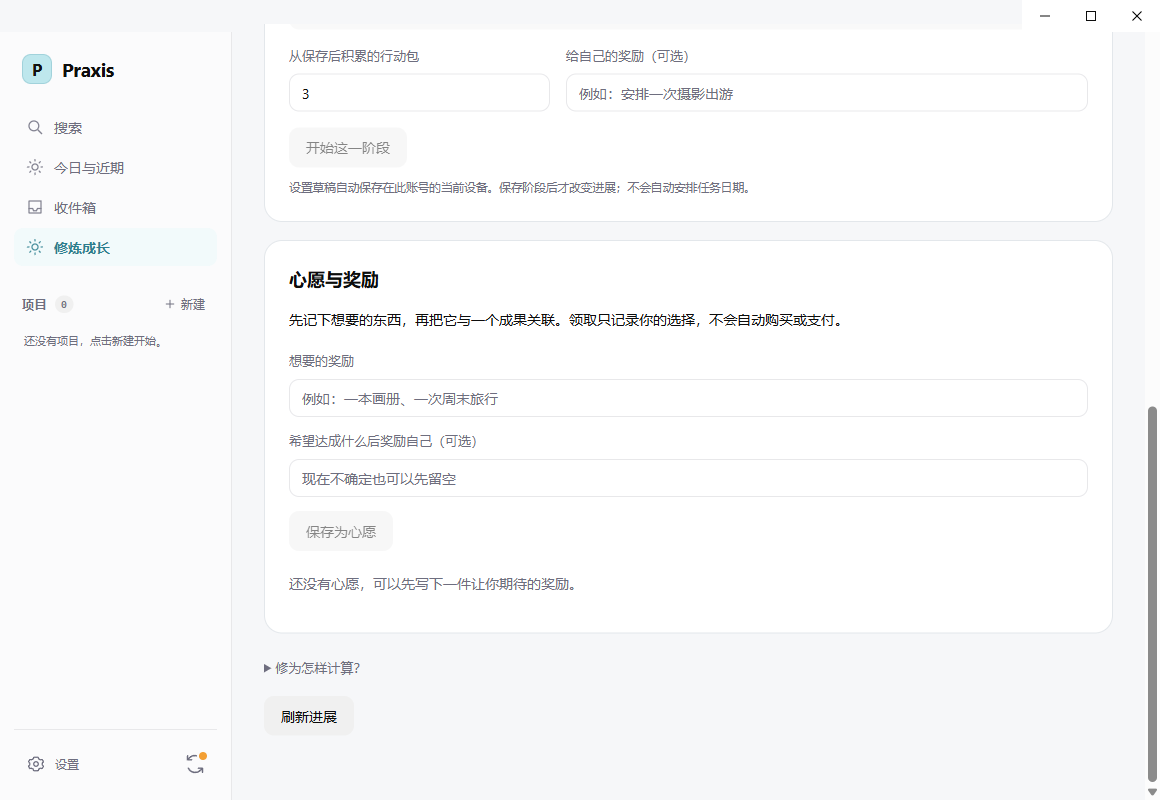 P Praxis
搜索
今日与近期
收件箱
修炼成长
项目 0 + 新建
还没有项目，点击新建开始。
设置
从保存后积累的行动包
3
给自己的奖励（可选）
例如：安排一次摄影出游
开始这一阶段
设置草稿自动保存在此账号的当前设备。保存阶段后才改变进展；不会自动安排任务日期。
心愿与奖励
先记下想要的东西，再把它与一个成果关联。领取只记录你的选择，不会自动购买或支付。
想要的奖励
例如：一本画册、一次周末旅行
希望达成什么后奖励自己（可选）
现在不确定也可以先留空
保存为心愿
还没有心愿，可以先写下一件让你期待的奖励。
修为怎样计算?
刷新进展